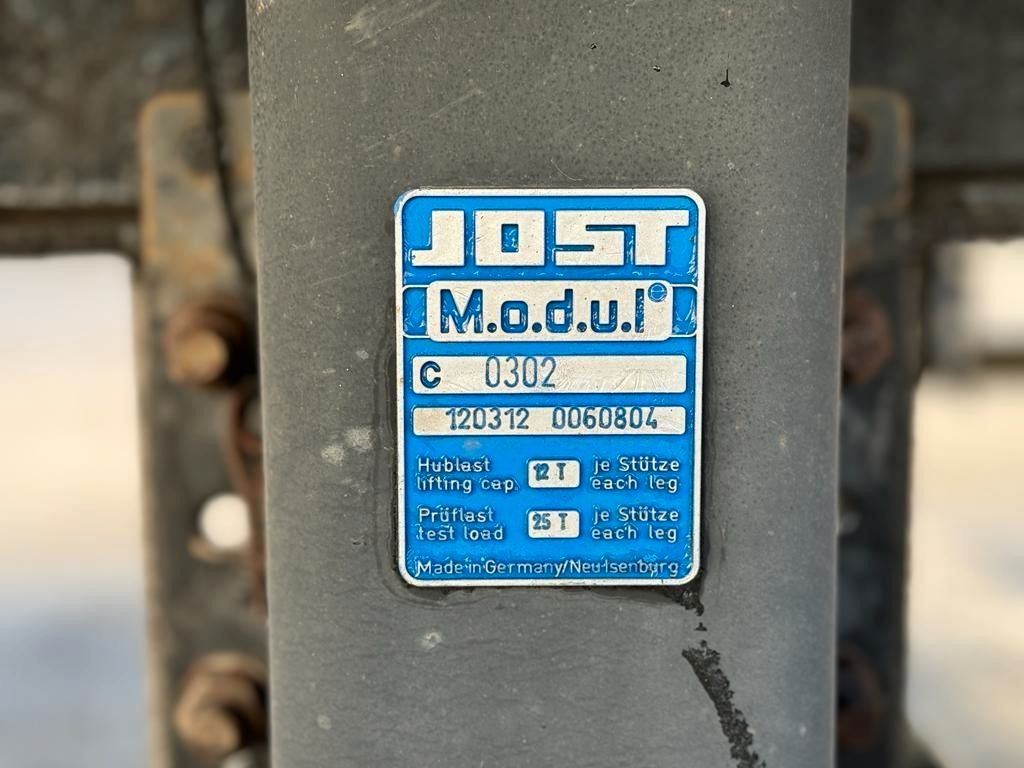 JOST
M.o.d.u.l
C 0302
120312 0060804
Hublast 12 T je Stütze
lifting cap. each leg
Prüflast 25 T je Stütze
test load each leg
Made in Germany/Neu Isenburg